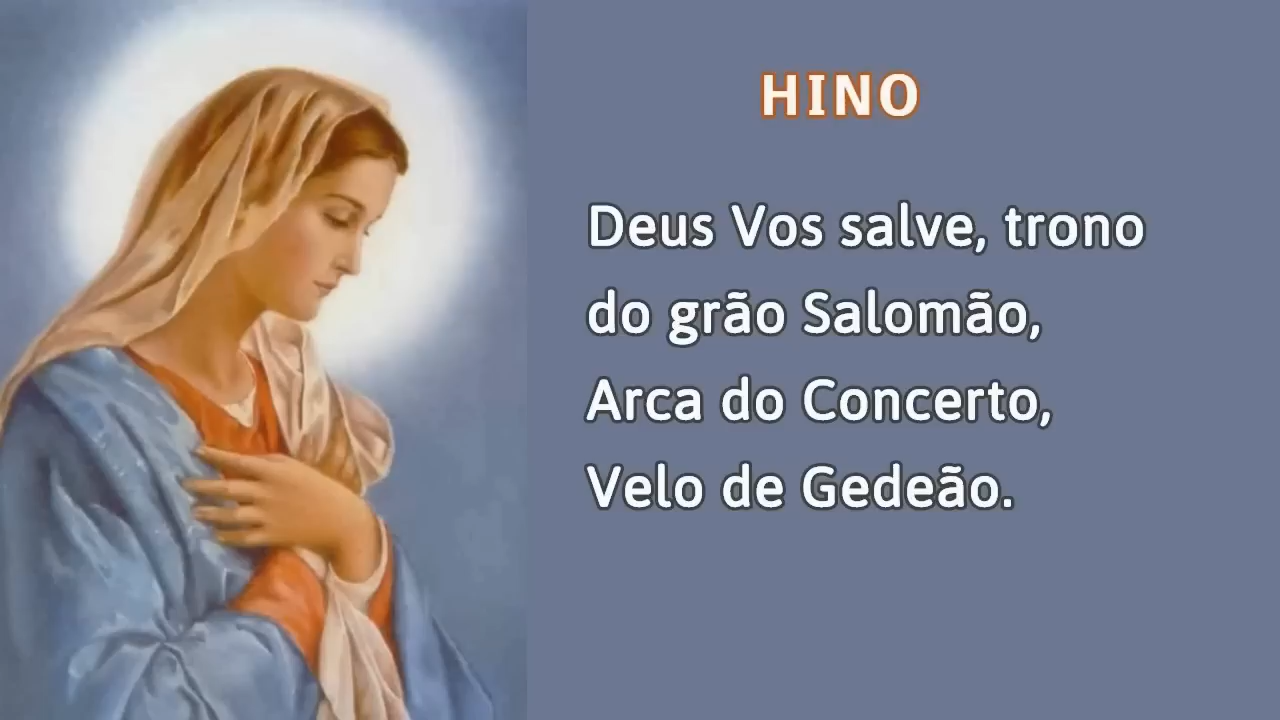 HINO
Deus Vos salve, trono
do grão Salomão,
Arca do Concerto,
Velo de Gedeão.